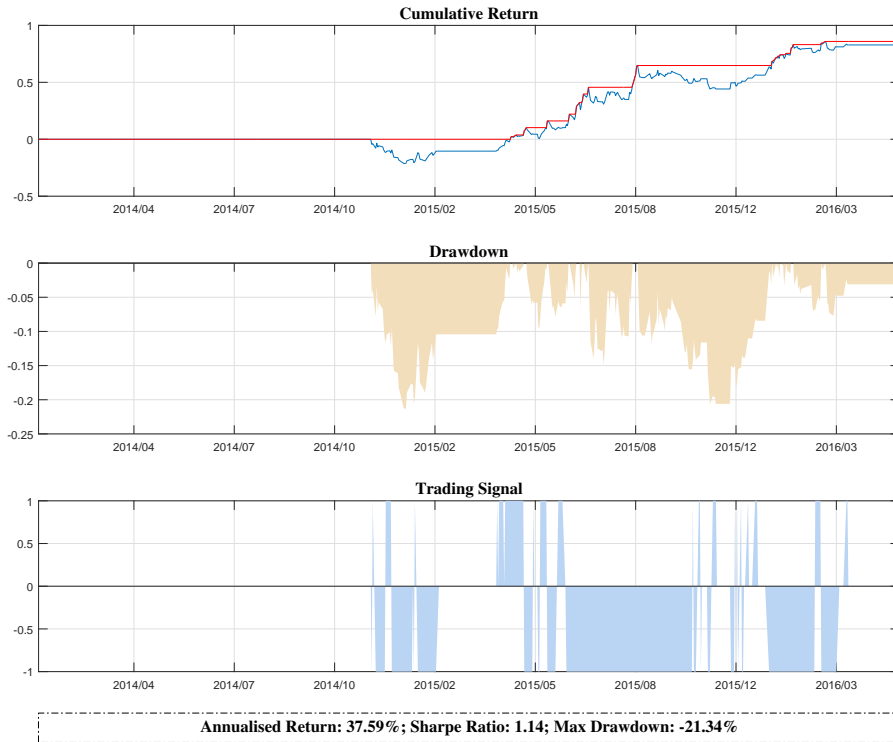 Cumulative Return
1
0.5
0
-0.5
2014/04 2014/07 2014/10 2015/02 2015/05 2015/08 2015/12 2016/03
Drawdown
0
-0.05
-0.1
-0.15
-0.2
-0.25
2014/04 2014/07 2014/10 2015/02 2015/05 2015/08 2015/12 2016/03
Trading Signal
1
0.5
0
-0.5
-1
2014/04 2014/07 2014/10 2015/02 2015/05 2015/08 2015/12 2016/03
Annualised Return: 37.59%; Sharpe Ratio: 1.14; Max Drawdown: -21.34%